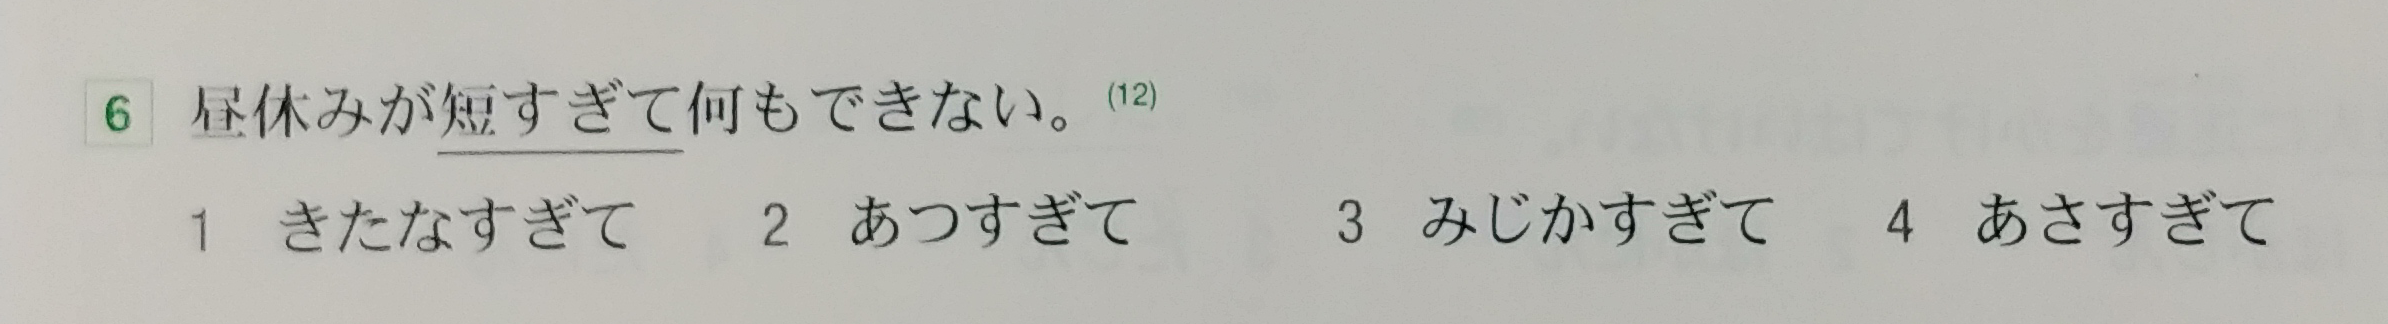 6 昼休みが短すぎて何もできない。(12)
1 きたなすぎて 2 あつすぎて 3 みじかすぎて 4 あさすぎて